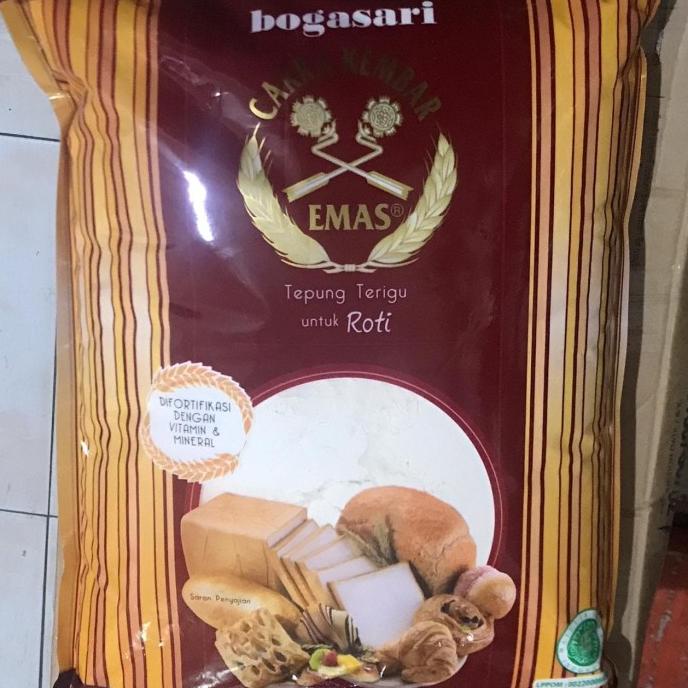 bogasari
CAKRA KEMBAR
EMAS®
Tepung Terigu
untuk Roti
DIFORTIFIKASI
DENGAN
VITAMIN &
MINERAL
Saran Penyajian